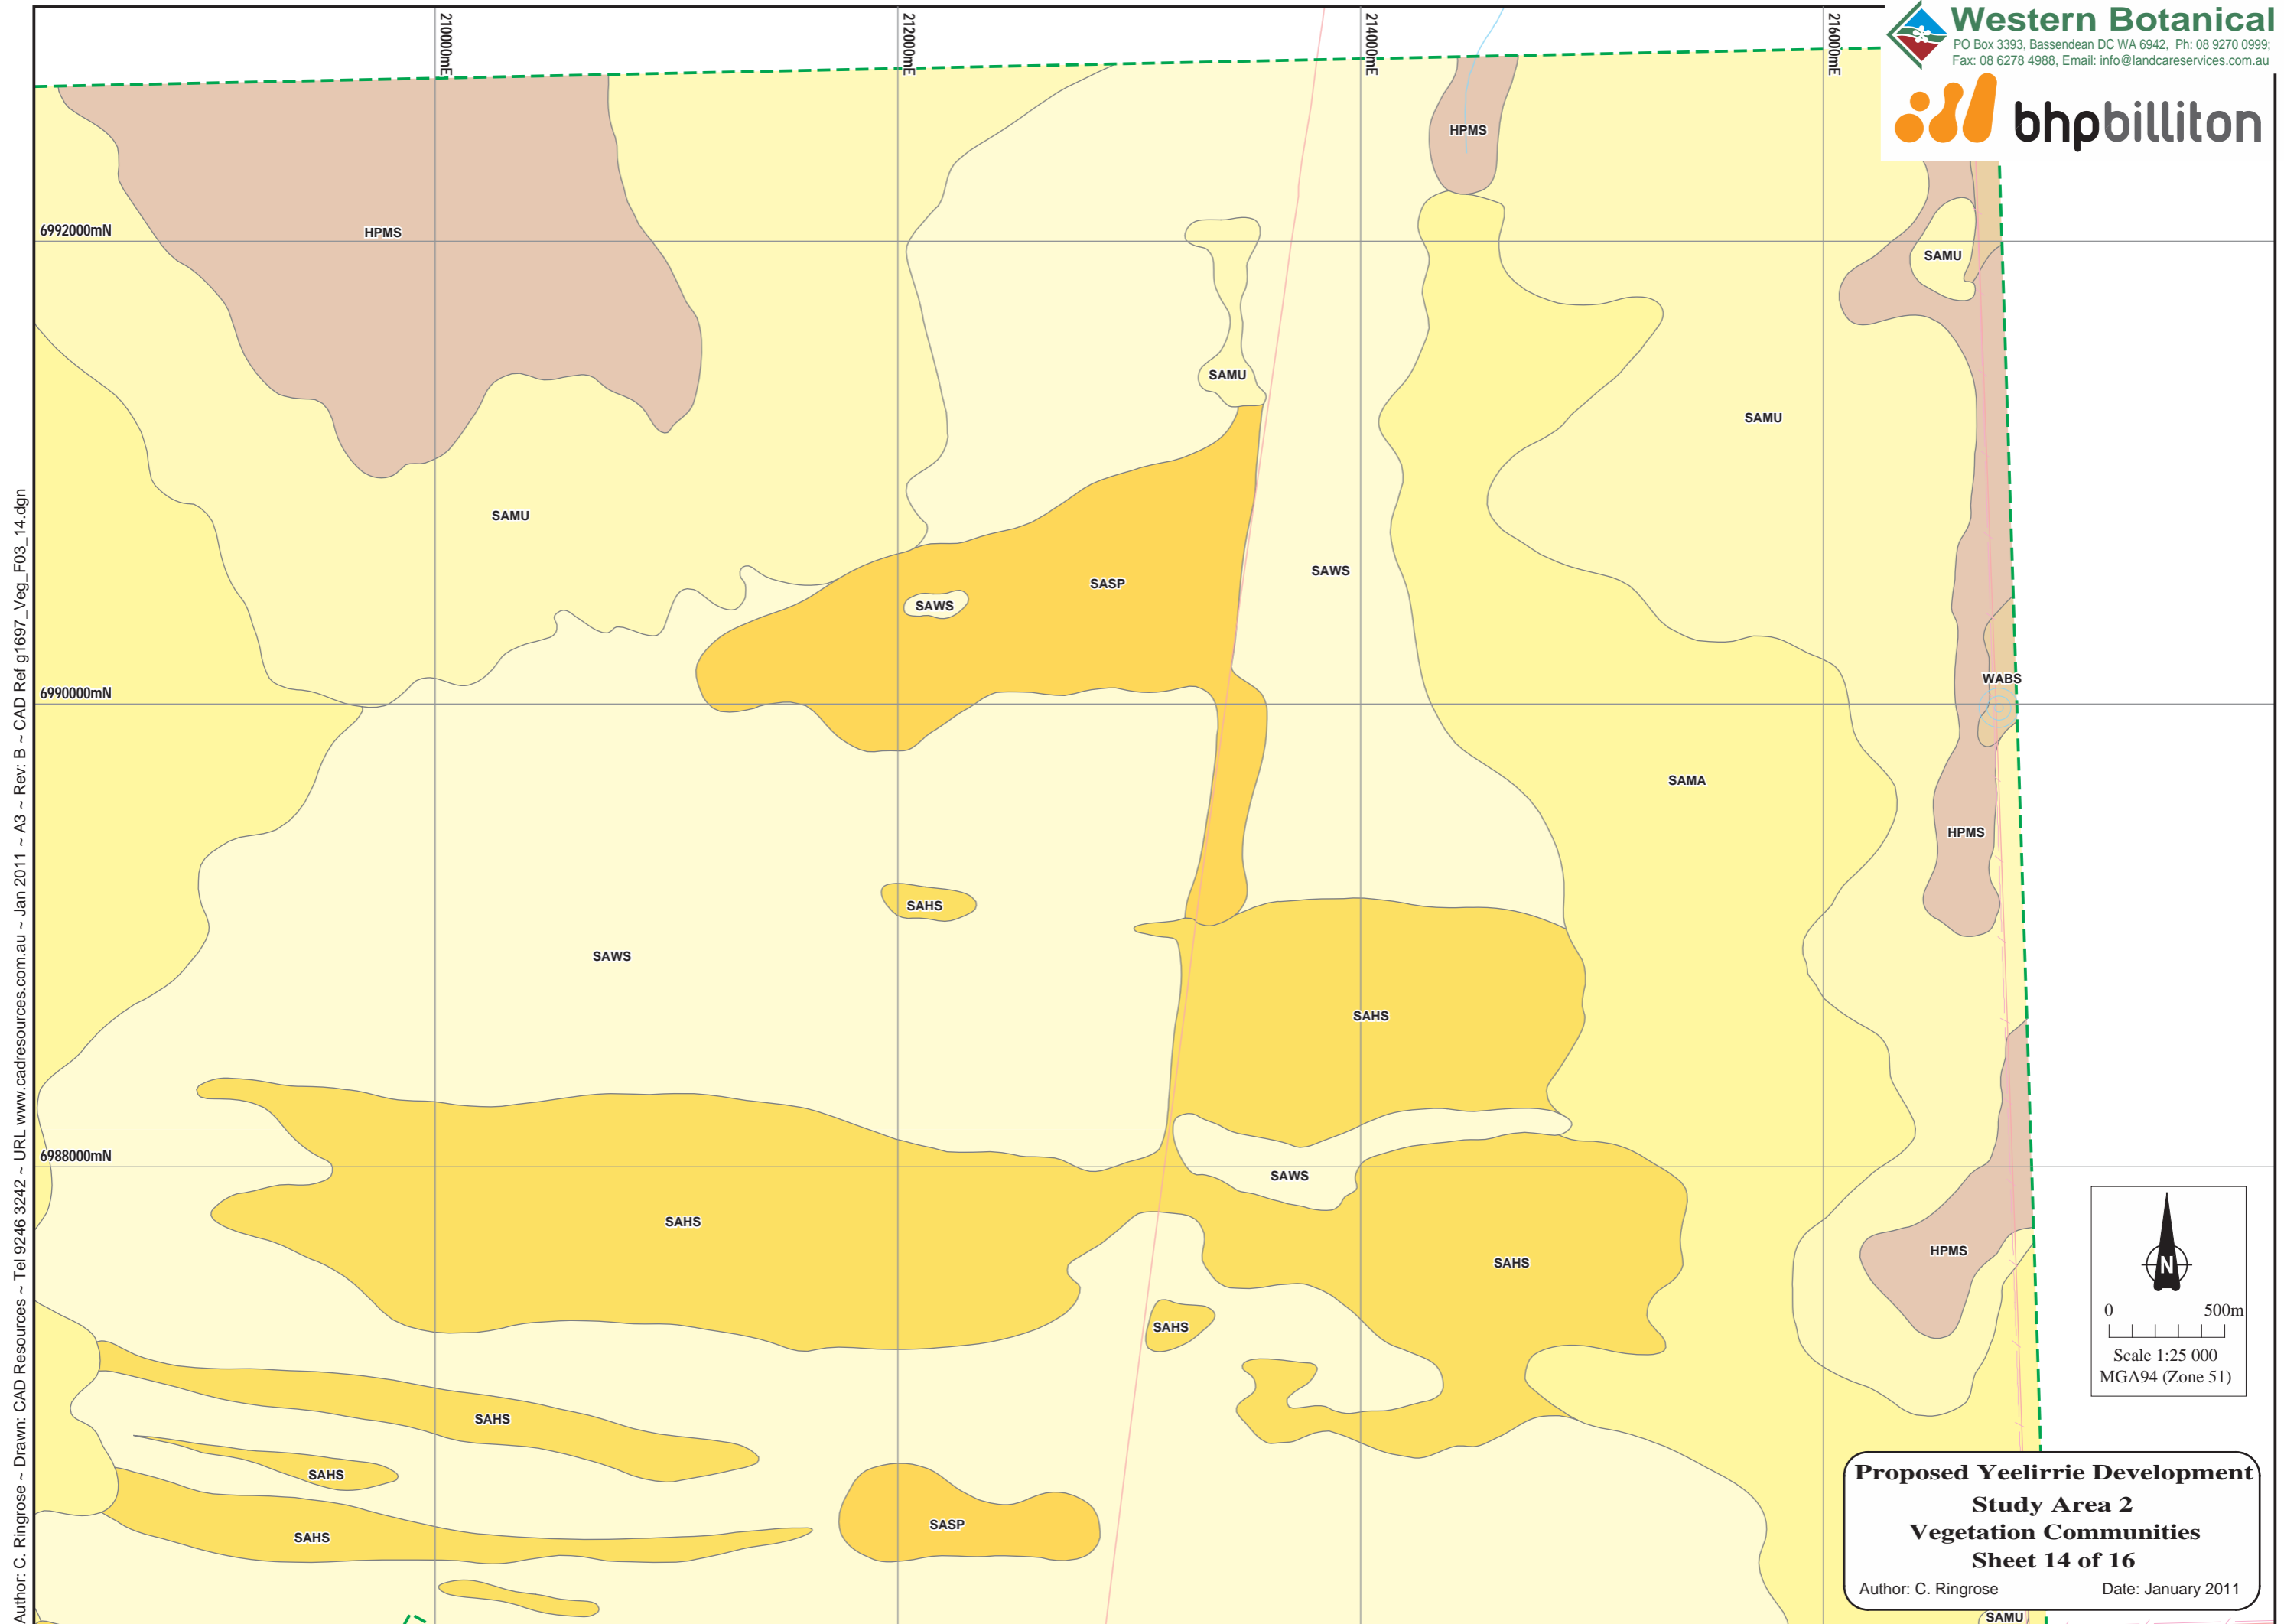 210000mE
212000mE
214000mE
216000mE
Western Botanical
PO Box 3393, Bassendean DC WA 6942, Ph: 08 9270 0999;
Fax: 08 6278 4988, Email: info@landcareservices.com.au
bhpbilliton
HPMS
HPMS
6992000mN
SAMU
SAMU
SAMU
SAMU
SAWS
SASP
SAWS
WABS
6990000mN
SAMA
HPMS
SAHS
SAWS
SAHS
6988000mN
SAWS
SAHS
HPMS
SAHS
SAHS
SAHS
SAHS
SASP
SAHS
SAMU
N
0 500m
Scale 1:25 000
MGA94 (Zone 51)
Proposed Yeelirrie Development
Study Area 2
Vegetation Communities
Sheet 14 of 16
Author: C. Ringrose Date: January 2011
Author: C. Ringrose ~ Drawn: CAD Resources ~ Tel 9246 3242 ~ URL www.cadresources.com.au ~ Jan 2011 ~ A3 ~ Rev: B ~ CAD Ref g1697_Veg_F03_14.dgn